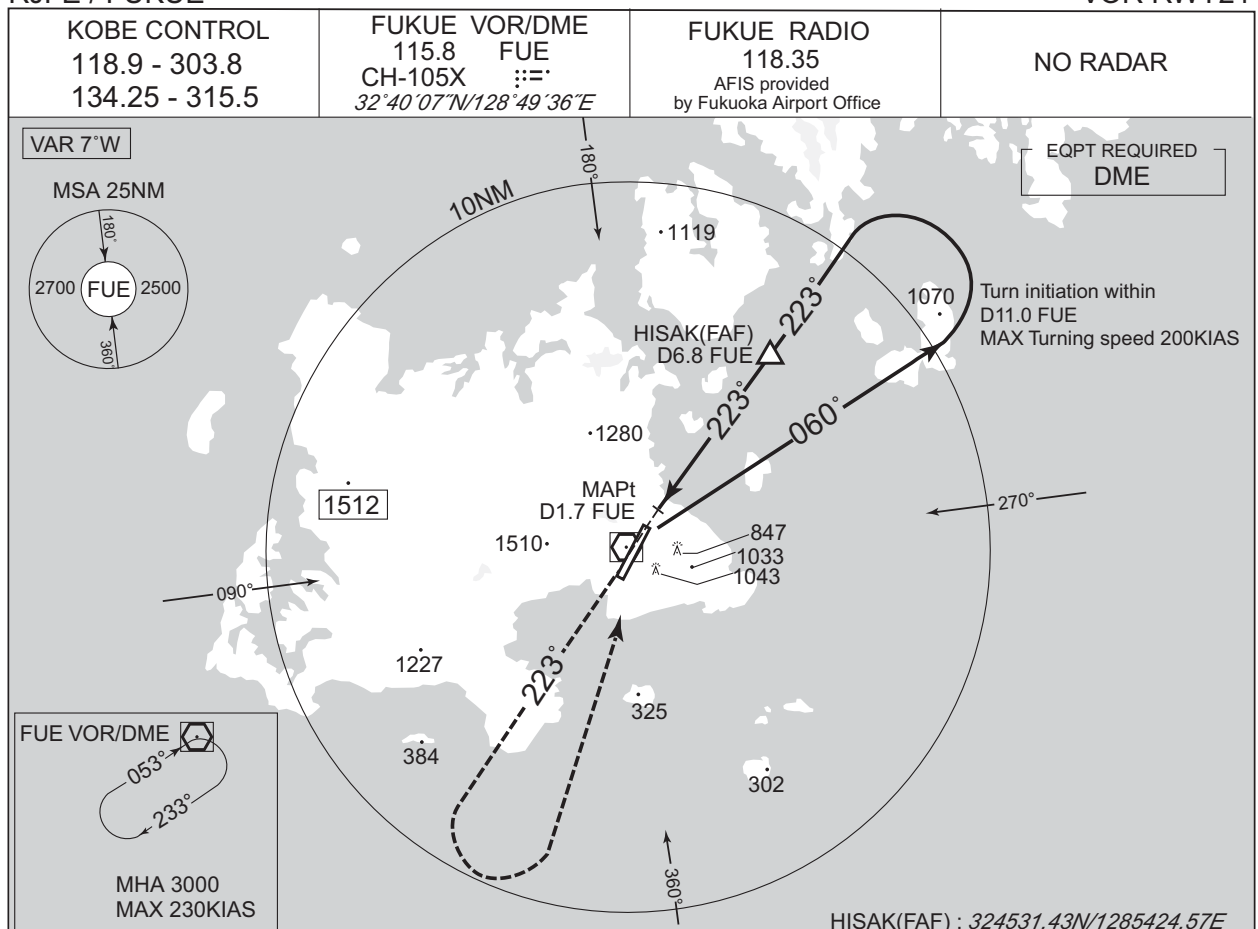 KOBE CONTROL
118.9 - 303.8
134.25 - 315.5
FUKUE VOR/DME
115.8 FUE
CH-105X
32°40´07˝N/128°49´36˝E
FUKUE RADIO
118.35
AFIS provided
by Fukuoka Airport Office
NO RADAR
VAR 7°W
MSA 25NM
180°
2700 FUE 2500
360°
10NM
180°
EQPT REQUIRED
DME
1119
1070
Turn initiation within
D11.0 FUE
MAX Turning speed 200KIAS
223°
HISAK(FAF)
D6.8 FUE
223°
060°
1280
1512
MAPt
D1.7 FUE
270°
1510
847
1033
1043
090°
1227
223°
325
384
302
360°
FUE VOR/DME
053°
233°
MHA 3000
MAX 230KIAS
HISAK(FAF) : 324531.43N/1285424.57E